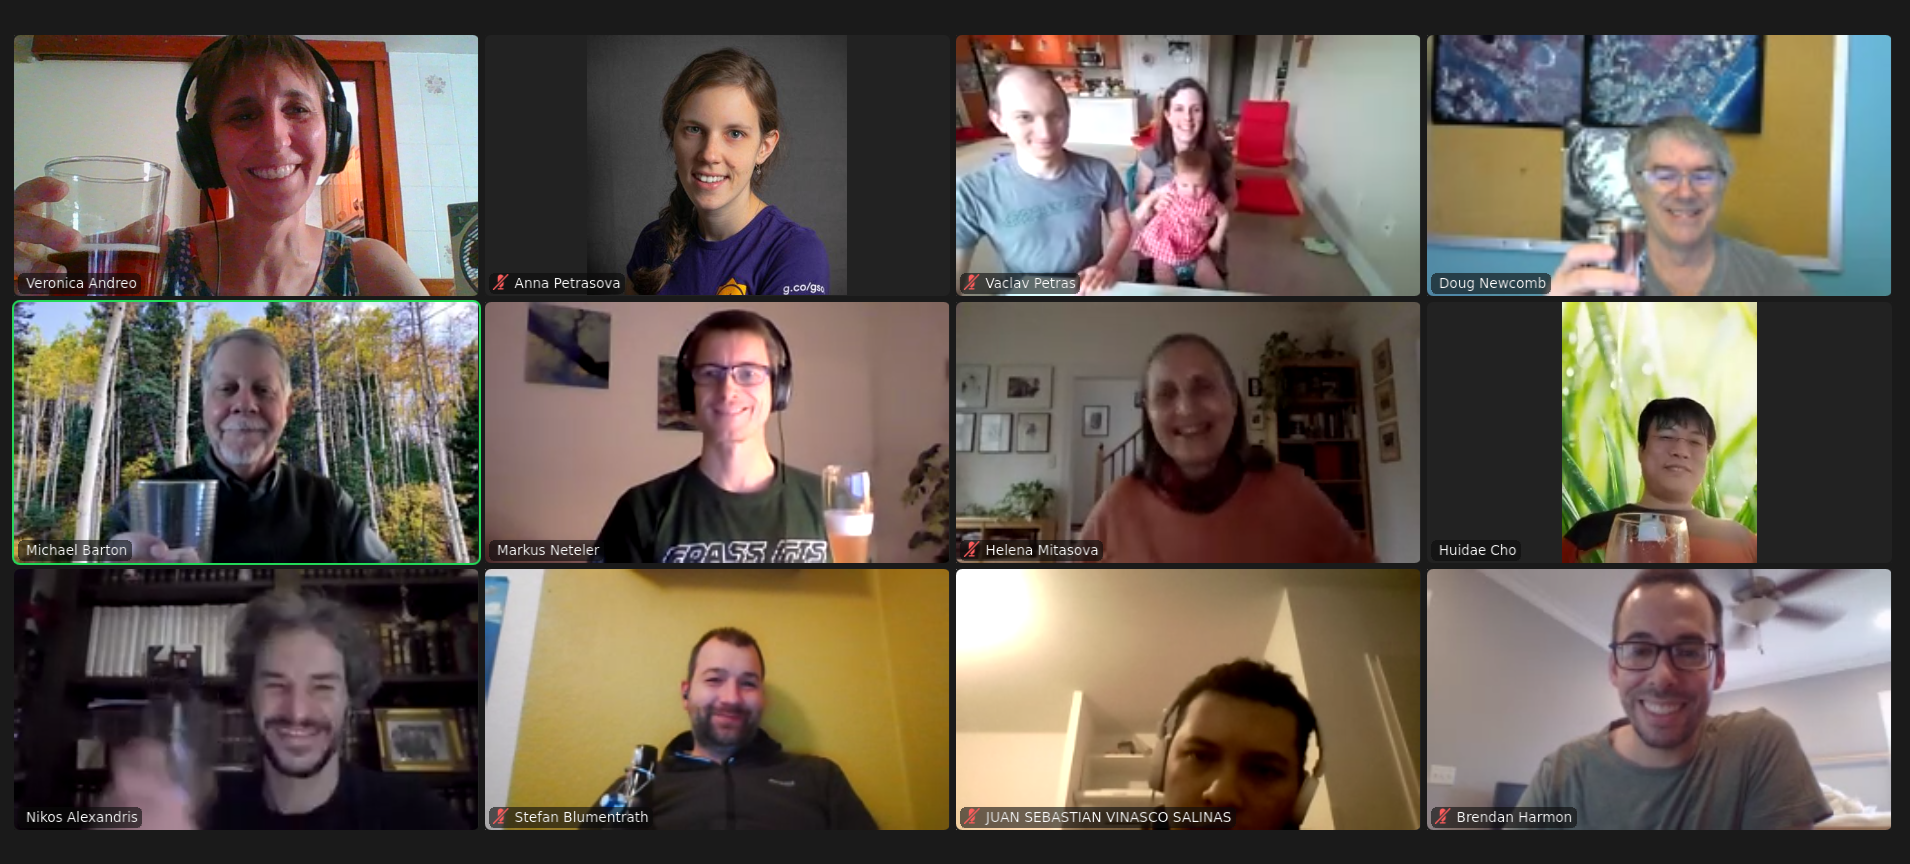 Veronica Andreo
Anna Petrasova
g.co/gso
Vaclav Petras
Doug Newcomb
Michael Barton
Markus Neteler
GRASS GIS
Helena Mitasova
Huidae Cho
Nikos Alexandris
Stefan Blumentrath
JUAN SEBASTIAN VINASCO SALINAS
Brendan Harmon